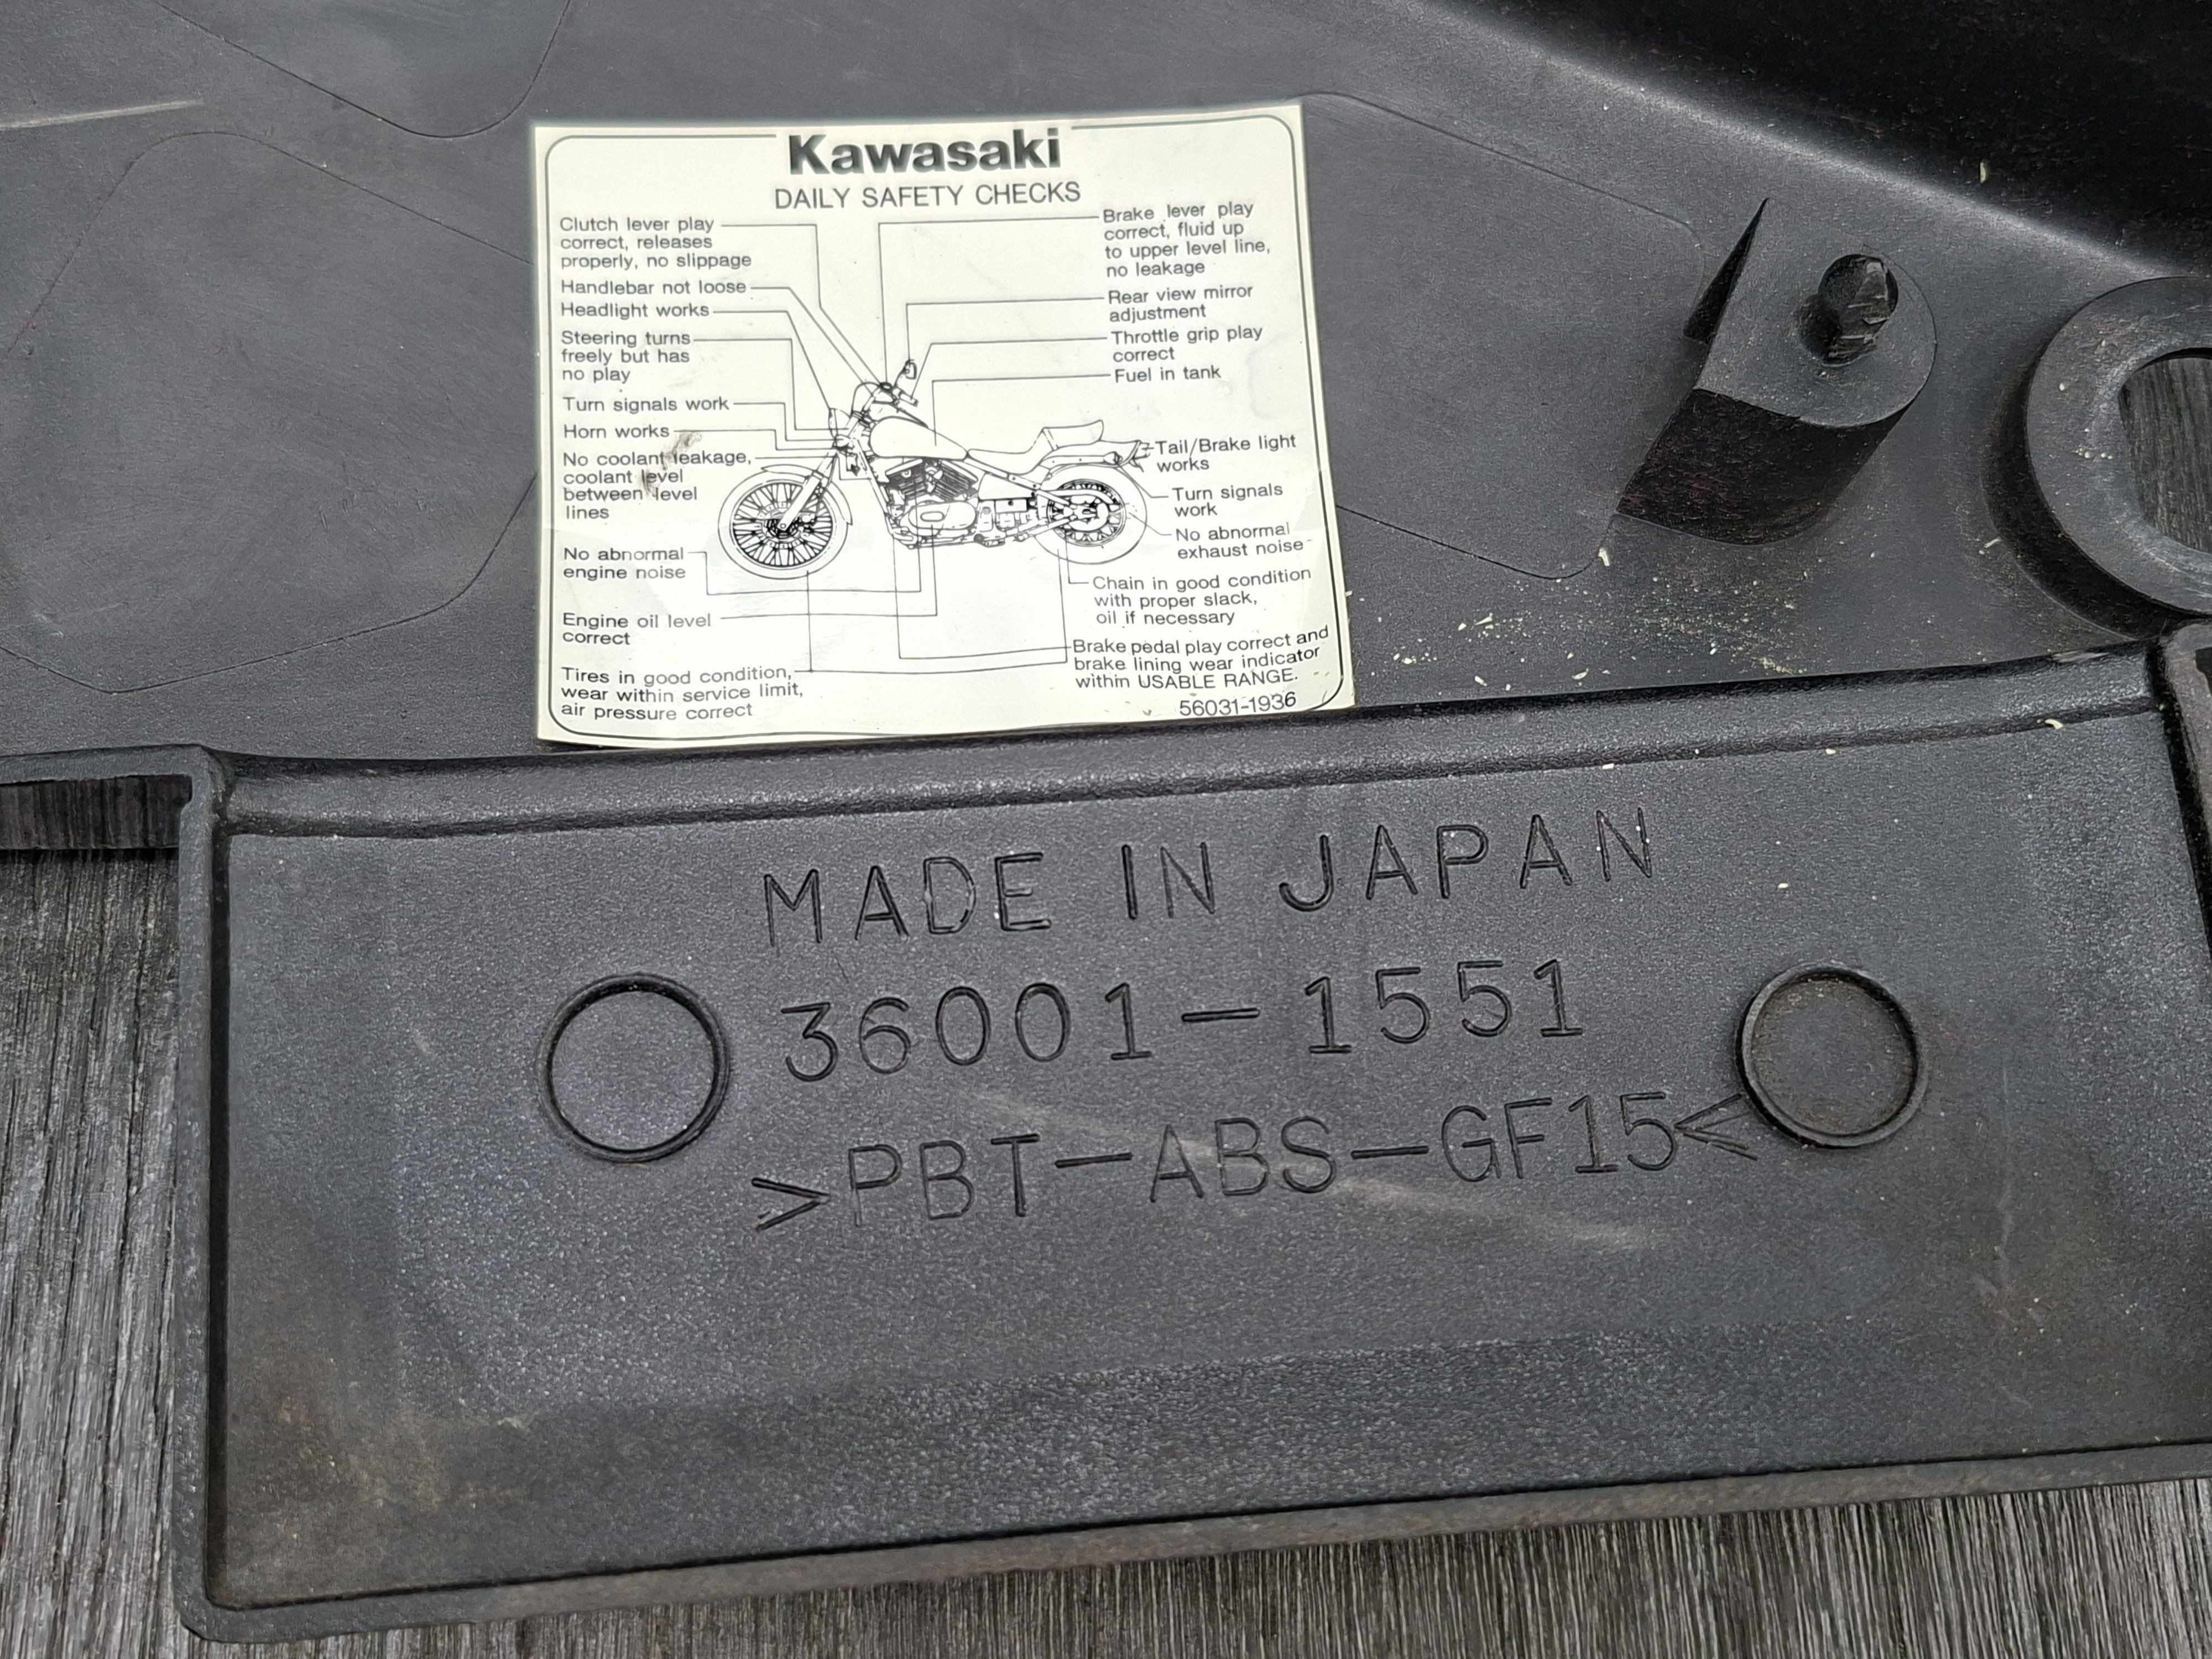 Kawasaki
DAILY SAFETY CHECKS
Clutch lever play
correct, releases
properly, no slippage
Handlebar not loose
Headlight works
Steering turns
freely but has
no play
Turn signals work
Horn works
No coolant leakage,
coolant level
between level
lines
No abnormal
engine noise
Engine oil level
correct
Tires in good condition,
wear within service limit,
air pressure correct
Brake lever play
correct, fluid up
to upper level line,
no leakage
Rear view mirror
adjustment
Throttle grip play
correct
Fuel in tank
Tail/Brake light
works
Turn signals
work
No abnormal
exhaust noise
Chain in good condition
with proper slack,
oil if necessary
Brake pedal play correct and
brake lining wear indicator
within USABLE RANGE.
56031-1936
MADE IN JAPAN
36001-1551
>PBT-ABS-GF15<